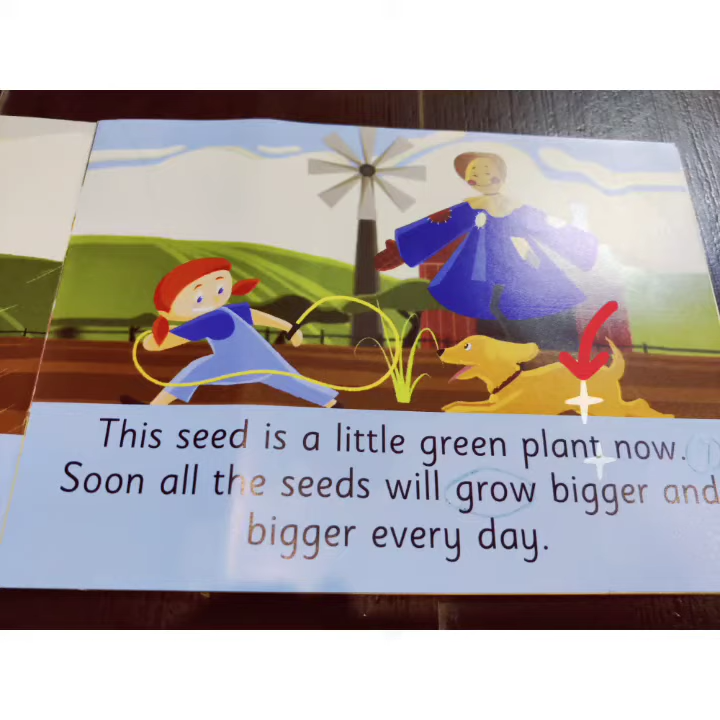 This seed is a little green plant now.
Soon all the seeds will grow bigger and
bigger every day.